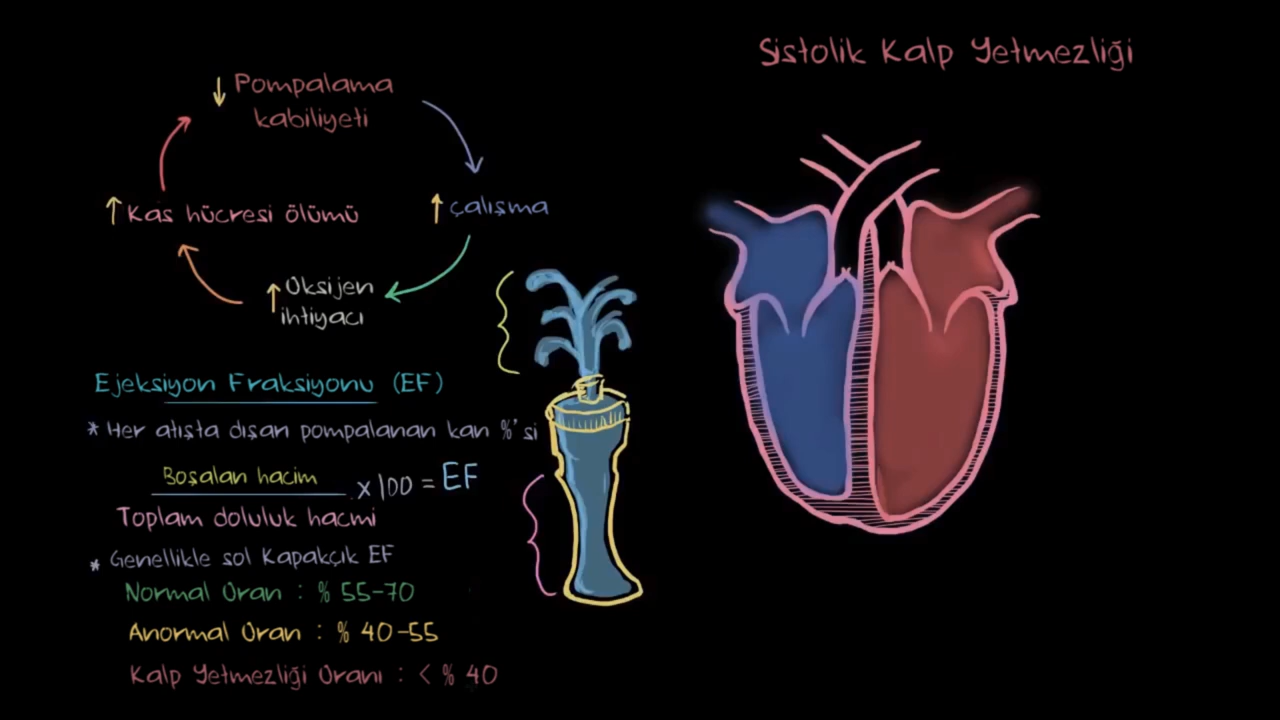 Sistolik Kalp Yetmezliği
↓ Pompalama
kabiliyeti
↑ Kas hücresi ölümü
↑ Çalışma
↑ Oksijen
ihtiyacı
Ejeksiyon Fraksiyonu (EF)
* Her atışta dışarı pompalanan kan %'si
Boşalan hacim
x 100 = EF
Toplam doluluk hacmi
* Genellikle sol Kapakçık EF
Normal Oran : % 55-70
Anormal Oran : % 40-55
Kalp Yetmezliği Oranı : < % 40